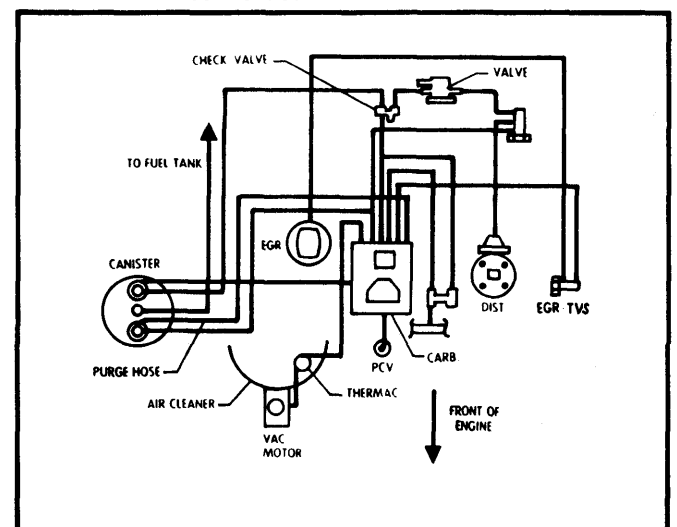 CHECK VALVE
VALVE
TO FUEL TANK
EGR
CANISTER
DIST
EGR-TVS
PURGE HOSE
PCV
CARB.
AIR CLEANER
THERMAC
FRONT OF
ENGINE
VAC
MOTOR